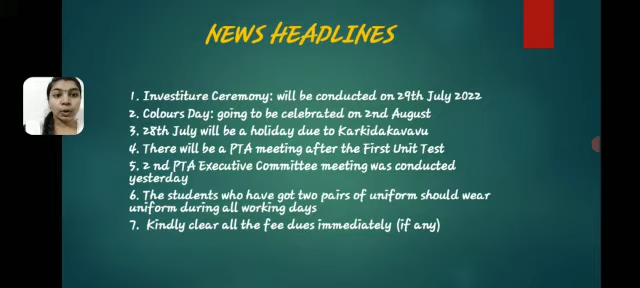 NEWS HEADLINES
1. Investiture Ceremony: will be conducted on 29th July 2022
2. Colours Day: going to be celebrated on 2nd August
3. 28th July will be a holiday due to Karkidakavavu
4. There will be a PTA meeting after the First Unit Test
5. 2 nd PTA Executive Committee meeting was conducted
yesterday
6. The students who have got two pairs of uniform should wear
uniform during all working days
7. Kindly clear all the fee dues immediately (if any)